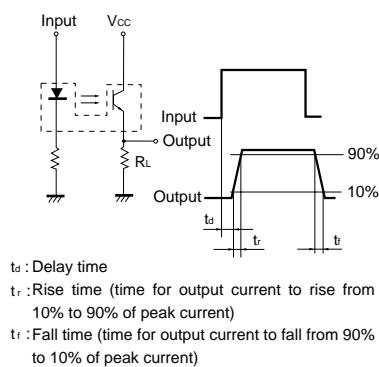 Input
Vcc
Output
RL
Input
Output
90%
10%
td
tr
tf
td : Delay time
tr : Rise time (time for output current to rise from
10% to 90% of peak current)
tf : Fall time (time for output current to fall from 90%
to 10% of peak current)